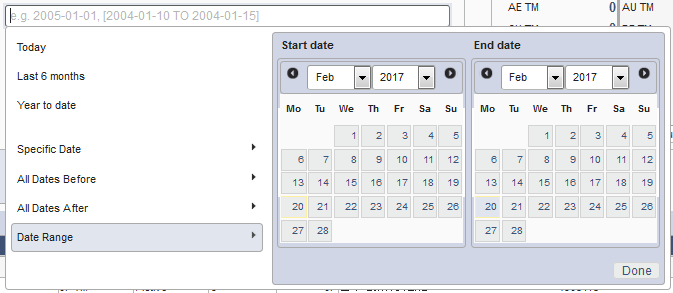 e.g. 2005-01-01, [2004-01-10 TO 2004-01-15]
AE TM 0 AU TM
Today
Last 6 months
Year to date
Specific Date
All Dates Before
All Dates After
Date Range
Start date
Feb 2017
Mo Tu We Th Fr Sa Su
1 2 3 4 5
6 7 8 9 10 11 12
13 14 15 16 17 18 19
20 21 22 23 24 25 26
27 28
End date
Feb 2017
Mo Tu We Th Fr Sa Su
1 2 3 4 5
6 7 8 9 10 11 12
13 14 15 16 17 18 19
20 21 22 23 24 25 26
27 28
Done